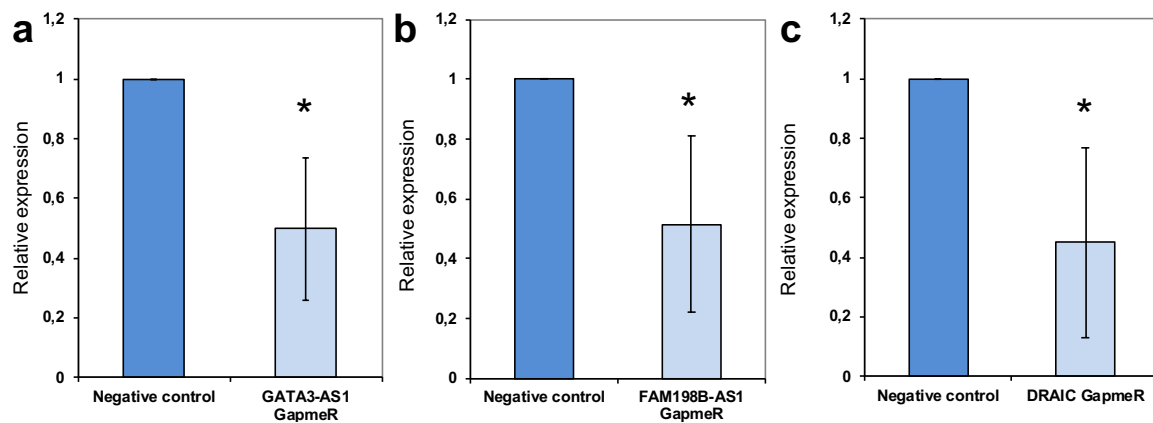 a
1,2
1
0,8
0,6
0,4
0,2
0
Relative expression
*
Negative control
GATA3-AS1
GapmeR
b
1,2
1
0,8
0,6
0,4
0,2
0
Relative expression
*
Negative control
FAM198B-AS1
GapmeR
c
1,2
1
0,8
0,6
0,4
0,2
0
Relative expression
*
Negative control
DRAIC GapmeR